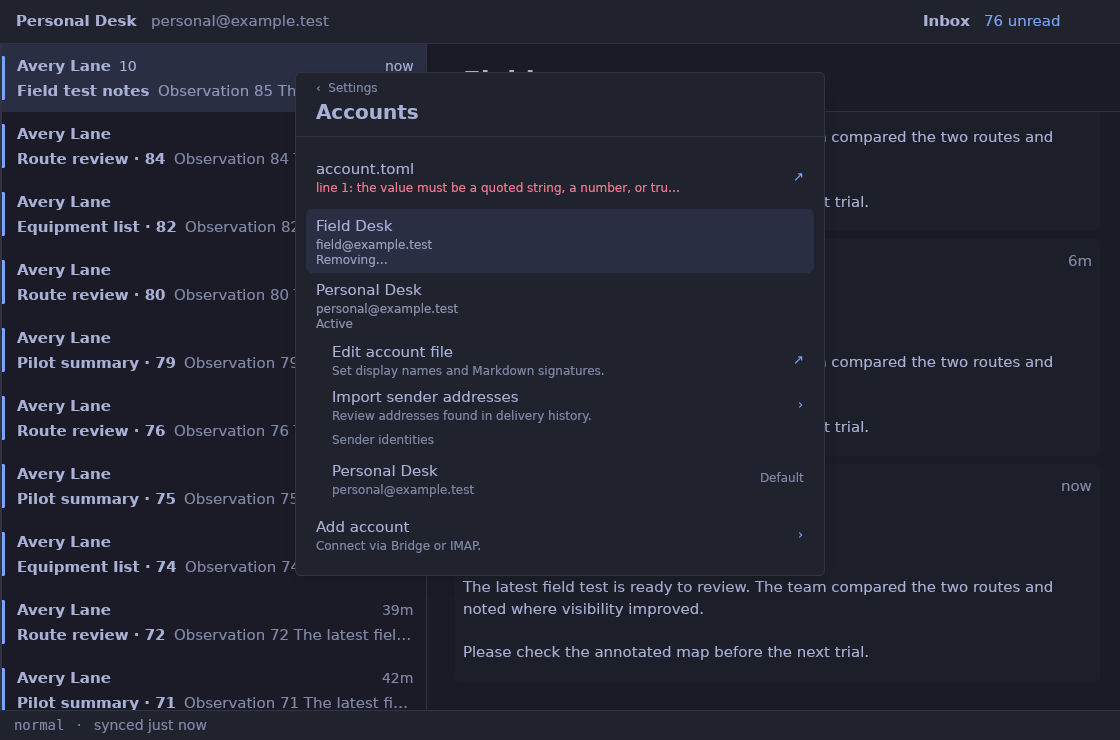 Personal Desk personal@example.test
Inbox 76 unread
Avery Lane 10 now
Field test notes Observation 85 Th
Avery Lane
Route review · 84 Observation 84
Avery Lane
Equipment list · 82 Observation 82
Avery Lane
Route review · 80 Observation 80
Avery Lane
Pilot summary · 79 Observation 79
Avery Lane
Route review · 76 Observation 76
Avery Lane
Pilot summary · 75 Observation 75
Avery Lane
Equipment list · 74 Observation 74
Avery Lane 39m
Route review · 72 Observation 72 The latest fiel…
Avery Lane 42m
Pilot summary · 71 Observation 71 The latest fi…
‹ Settings
Accounts
account.toml ↗
line 1: the value must be a quoted string, a number, or tru…
Field Desk
field@example.test
Removing…
Personal Desk
personal@example.test
Active
Edit account file ↗
Set display names and Markdown signatures.
Import sender addresses ›
Review addresses found in delivery history.
Sender identities
Personal Desk
personal@example.test
Default
Add account ›
Connect via Bridge or IMAP.
compared the two routes and
t trial.
6m
compared the two routes and
t trial.
now
The latest field test is ready to review. The team compared the two routes and
noted where visibility improved.
Please check the annotated map before the next trial.
normal · synced just now